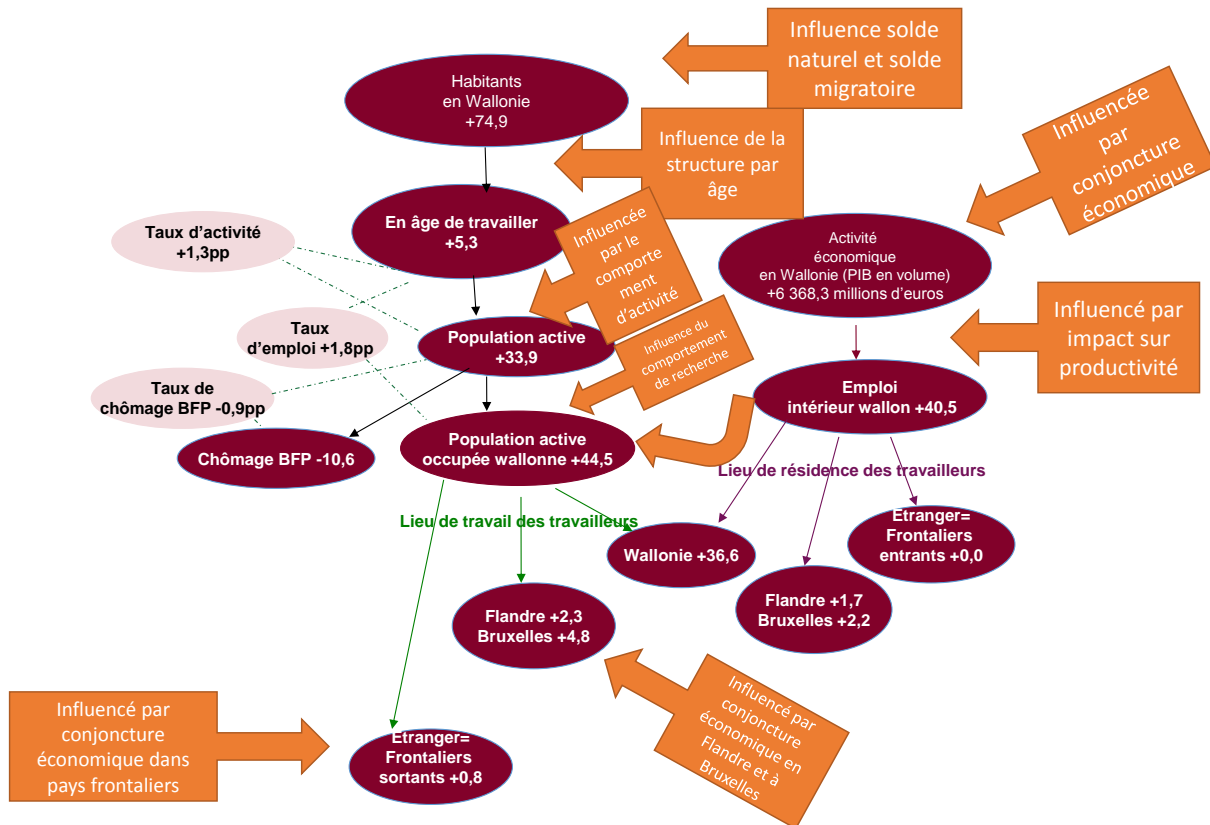 Influence solde
naturel et solde
migratoire
Habitants
en Wallonie
+74,9
Influencée
par
conjoncture
économique
Influence de la
structure par
âge
En âge de travailler
+5,3
Taux d’activité
+1,3pp
Influencée
par le
comporte
ment
d’activité
Activité
économique
en Wallonie (PIB en volume)
+6 368,3 millions d’euros
Taux
d’emploi +1,8pp
Population active
+33,9
Influence du
comportement
de recherche
Influencé par
impact sur
productivité
Taux de
chômage BFP -0,9pp
Emploi
intérieur wallon +40,5
Chômage BFP -10,6
Population active
occupée wallonne +44,5
Lieu de résidence des travailleurs
Lieu de travail des travailleurs
Wallonie +36,6
Etranger=
Frontaliers
entrants +0,0
Flandre +2,3
Bruxelles +4,8
Flandre +1,7
Bruxelles +2,2
Influencé par
conjoncture
économique en
Flandre et à
Bruxelles
Influencé par
conjoncture
économique dans
pays frontaliers
Etranger=
Frontaliers
sortants +0,8